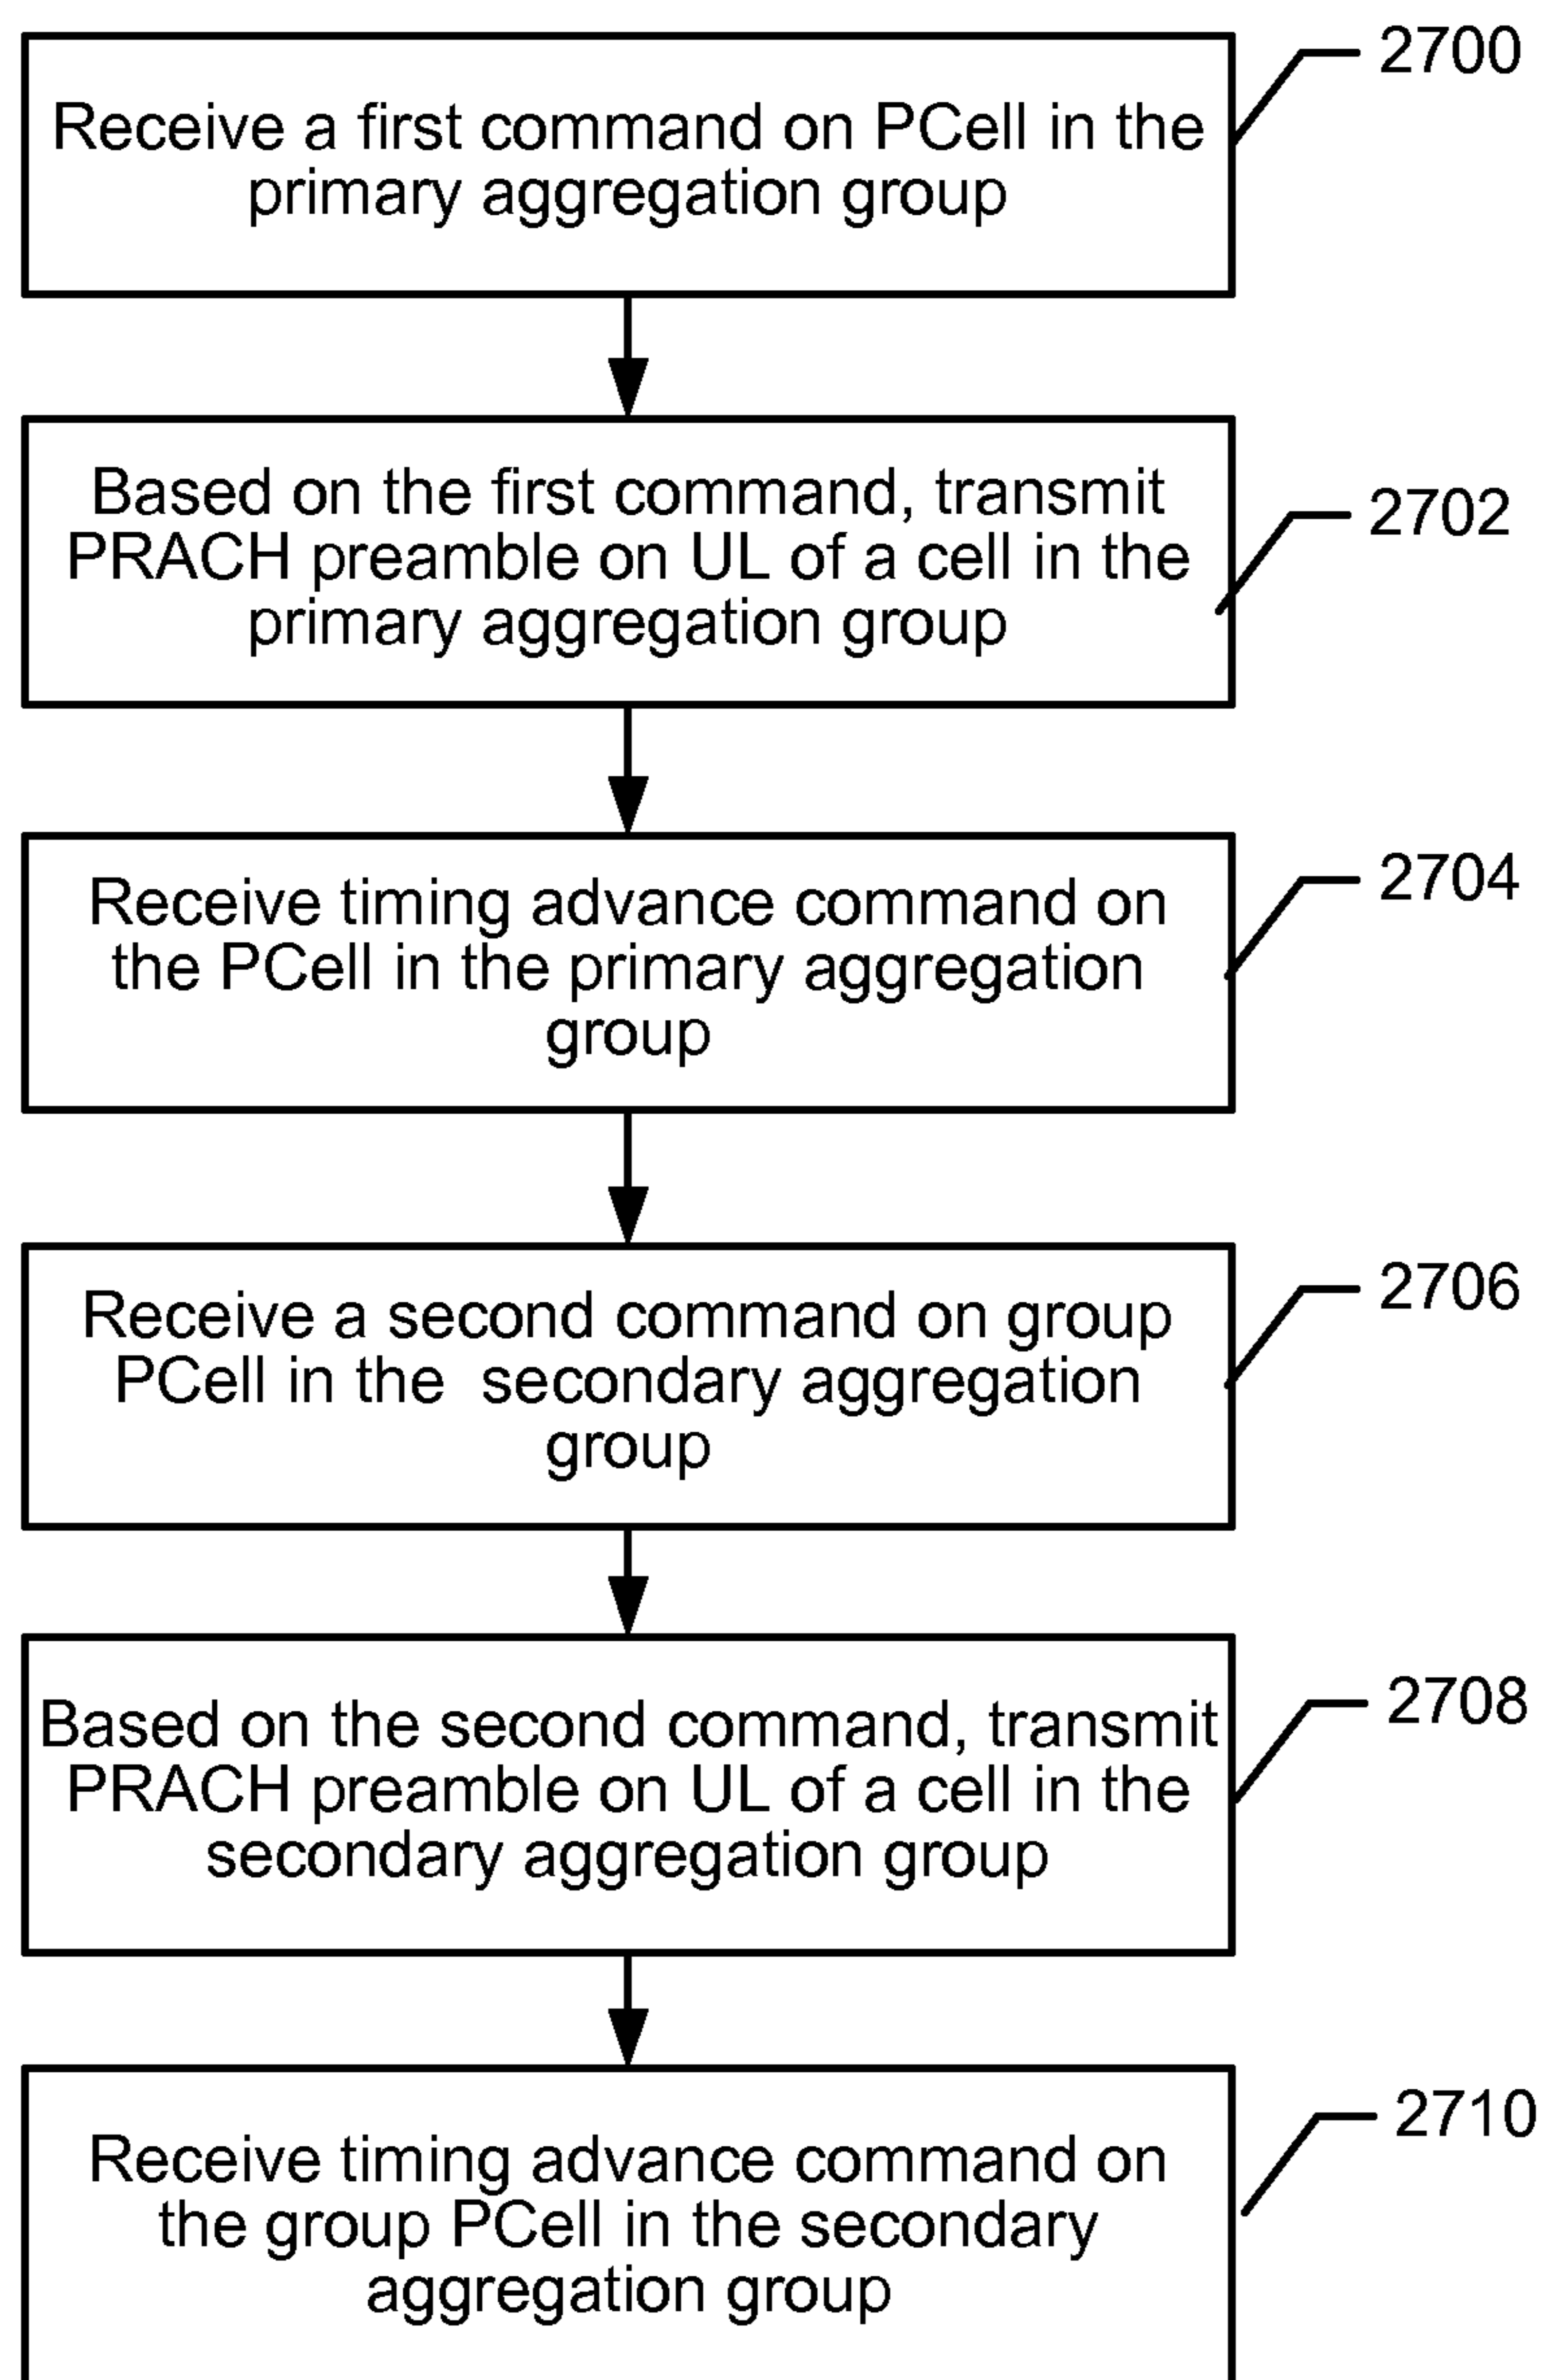 2700
Receive a first command on PCell in the
primary aggregation group
2702
Based on the first command, transmit
PRACH preamble on UL of a cell in the
primary aggregation group
2704
Receive timing advance command on
the PCell in the primary aggregation
group
2706
Receive a second command on group
PCell in the secondary aggregation
group
2708
Based on the second command, transmit
PRACH preamble on UL of a cell in the
secondary aggregation group
2710
Receive timing advance command on
the group PCell in the secondary
aggregation group